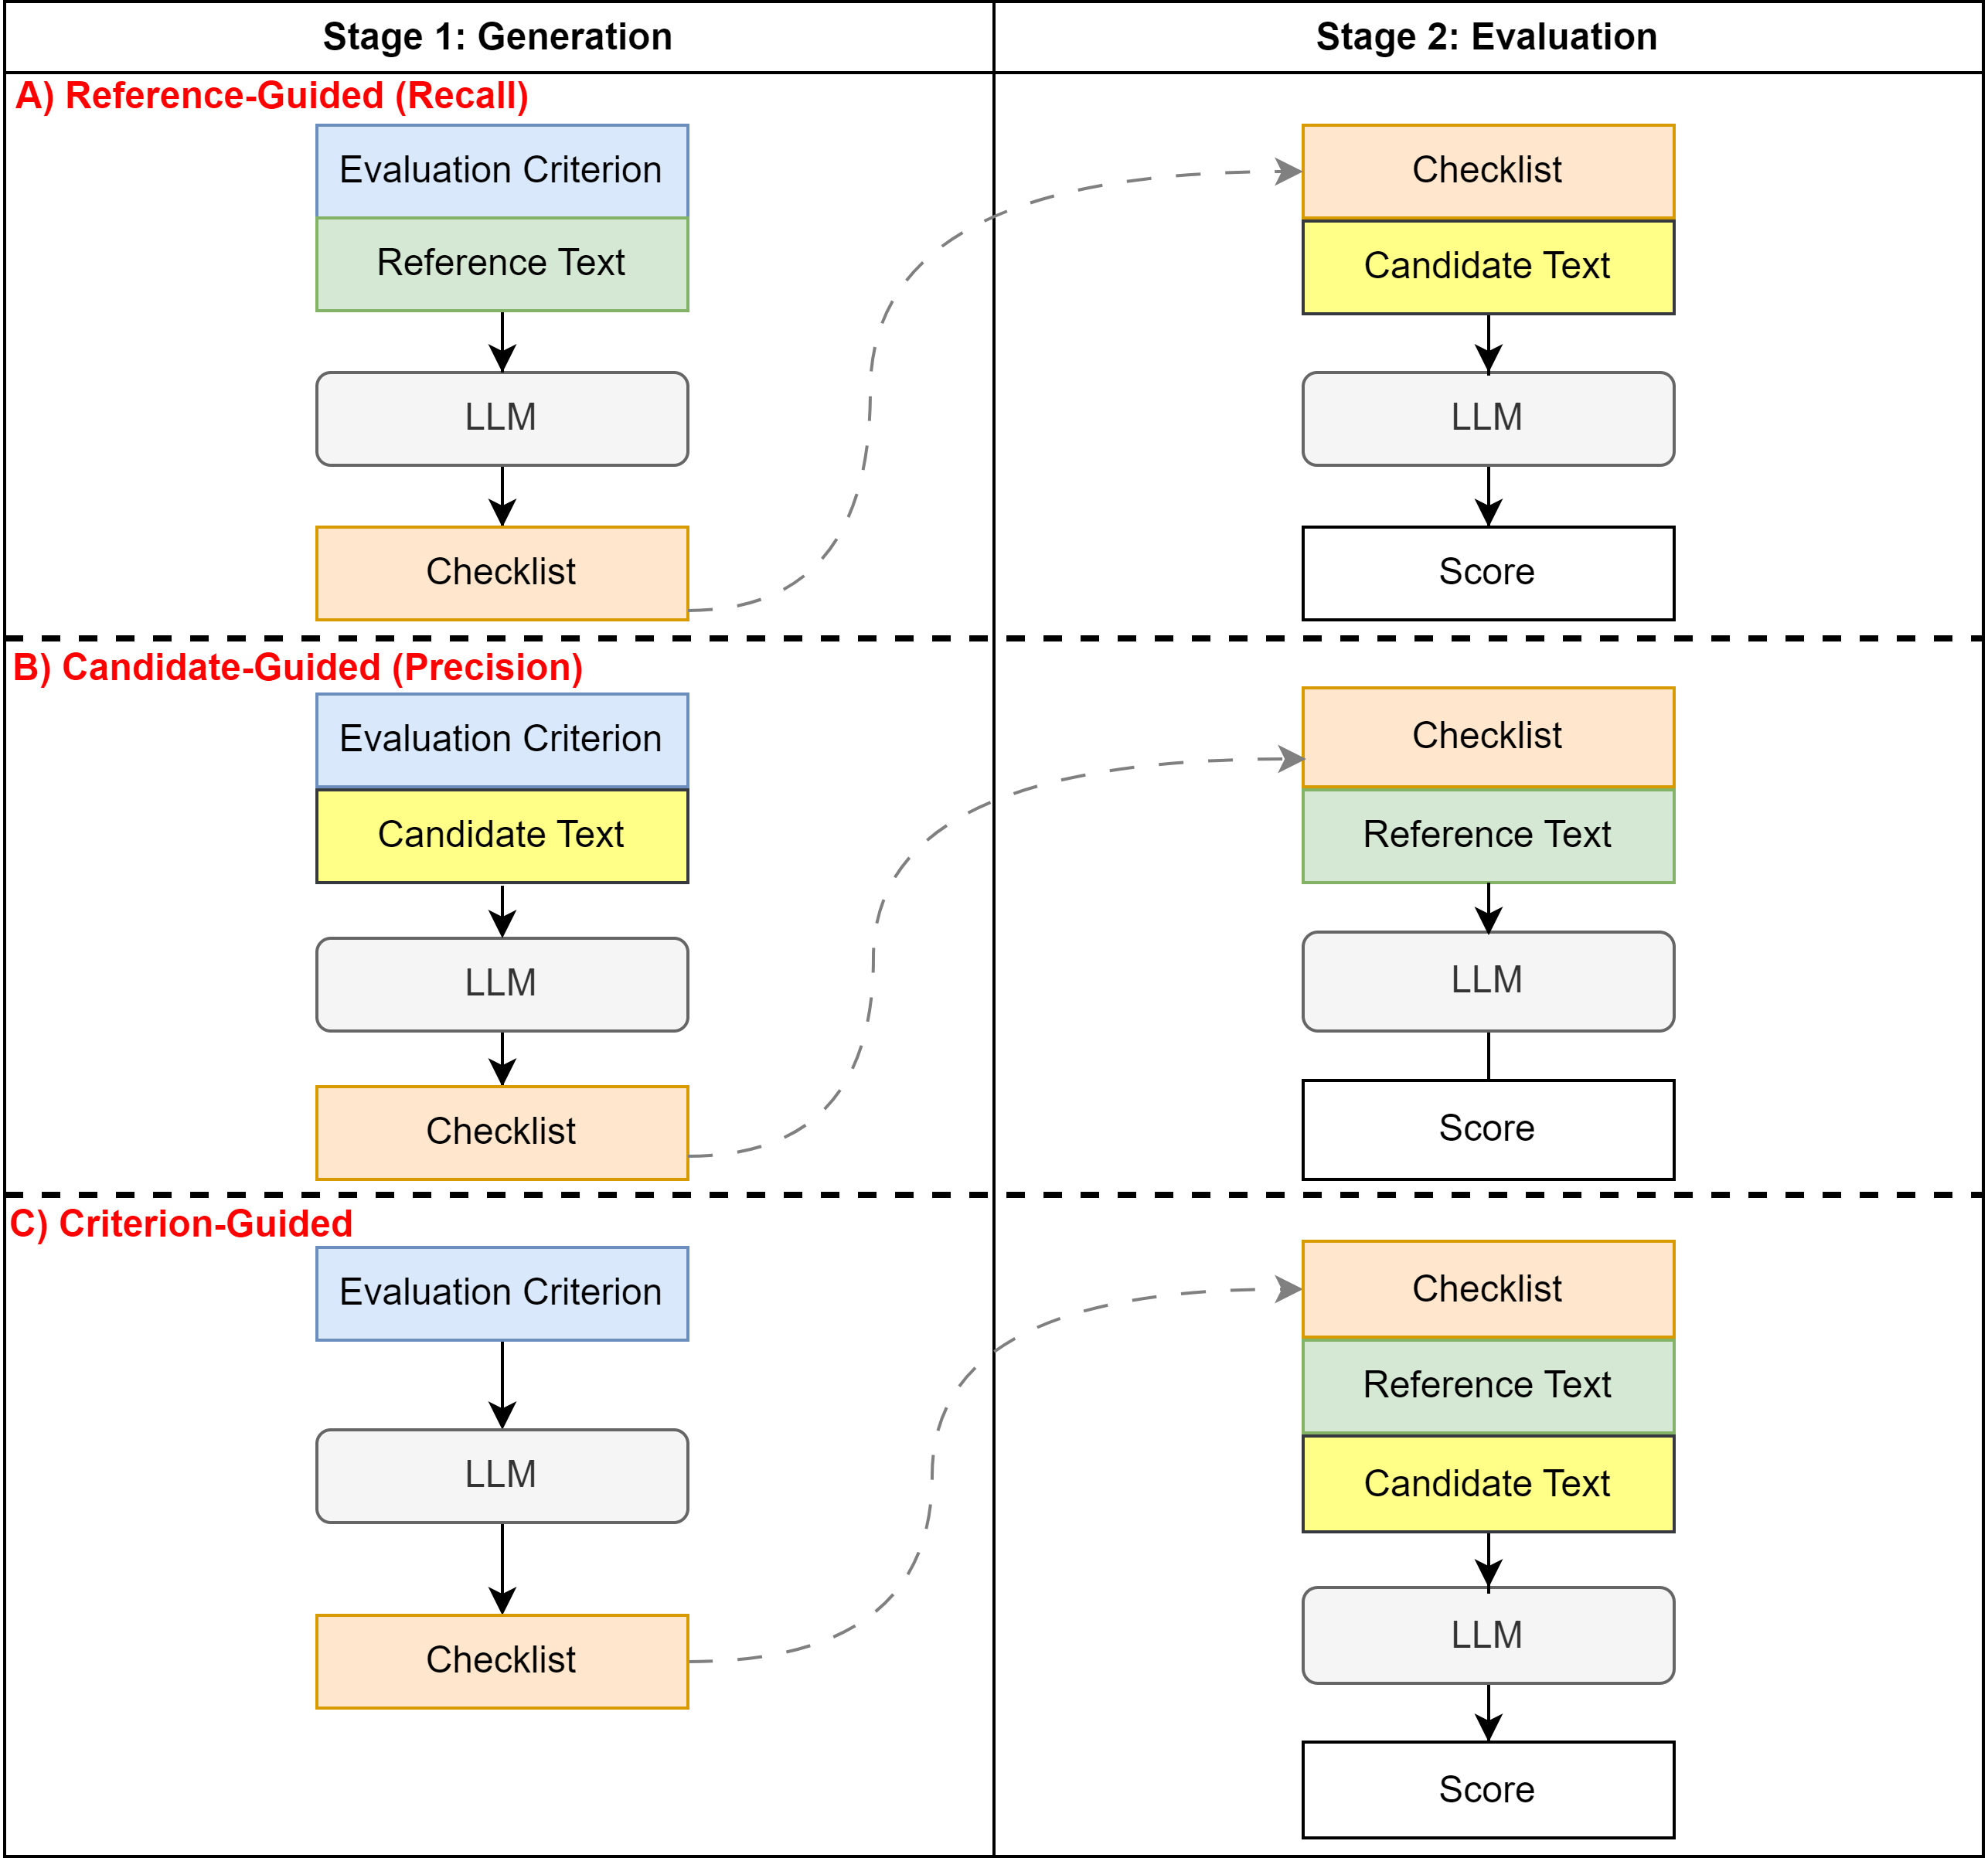 Stage 1: Generation
Stage 2: Evaluation
A) Reference-Guided (Recall)
Evaluation Criterion
Reference Text
LLM
Checklist
Checklist
Candidate Text
LLM
Score
B) Candidate-Guided (Precision)
Evaluation Criterion
Candidate Text
LLM
Checklist
Checklist
Reference Text
LLM
Score
C) Criterion-Guided
Evaluation Criterion
LLM
Checklist
Checklist
Reference Text
Candidate Text
LLM
Score